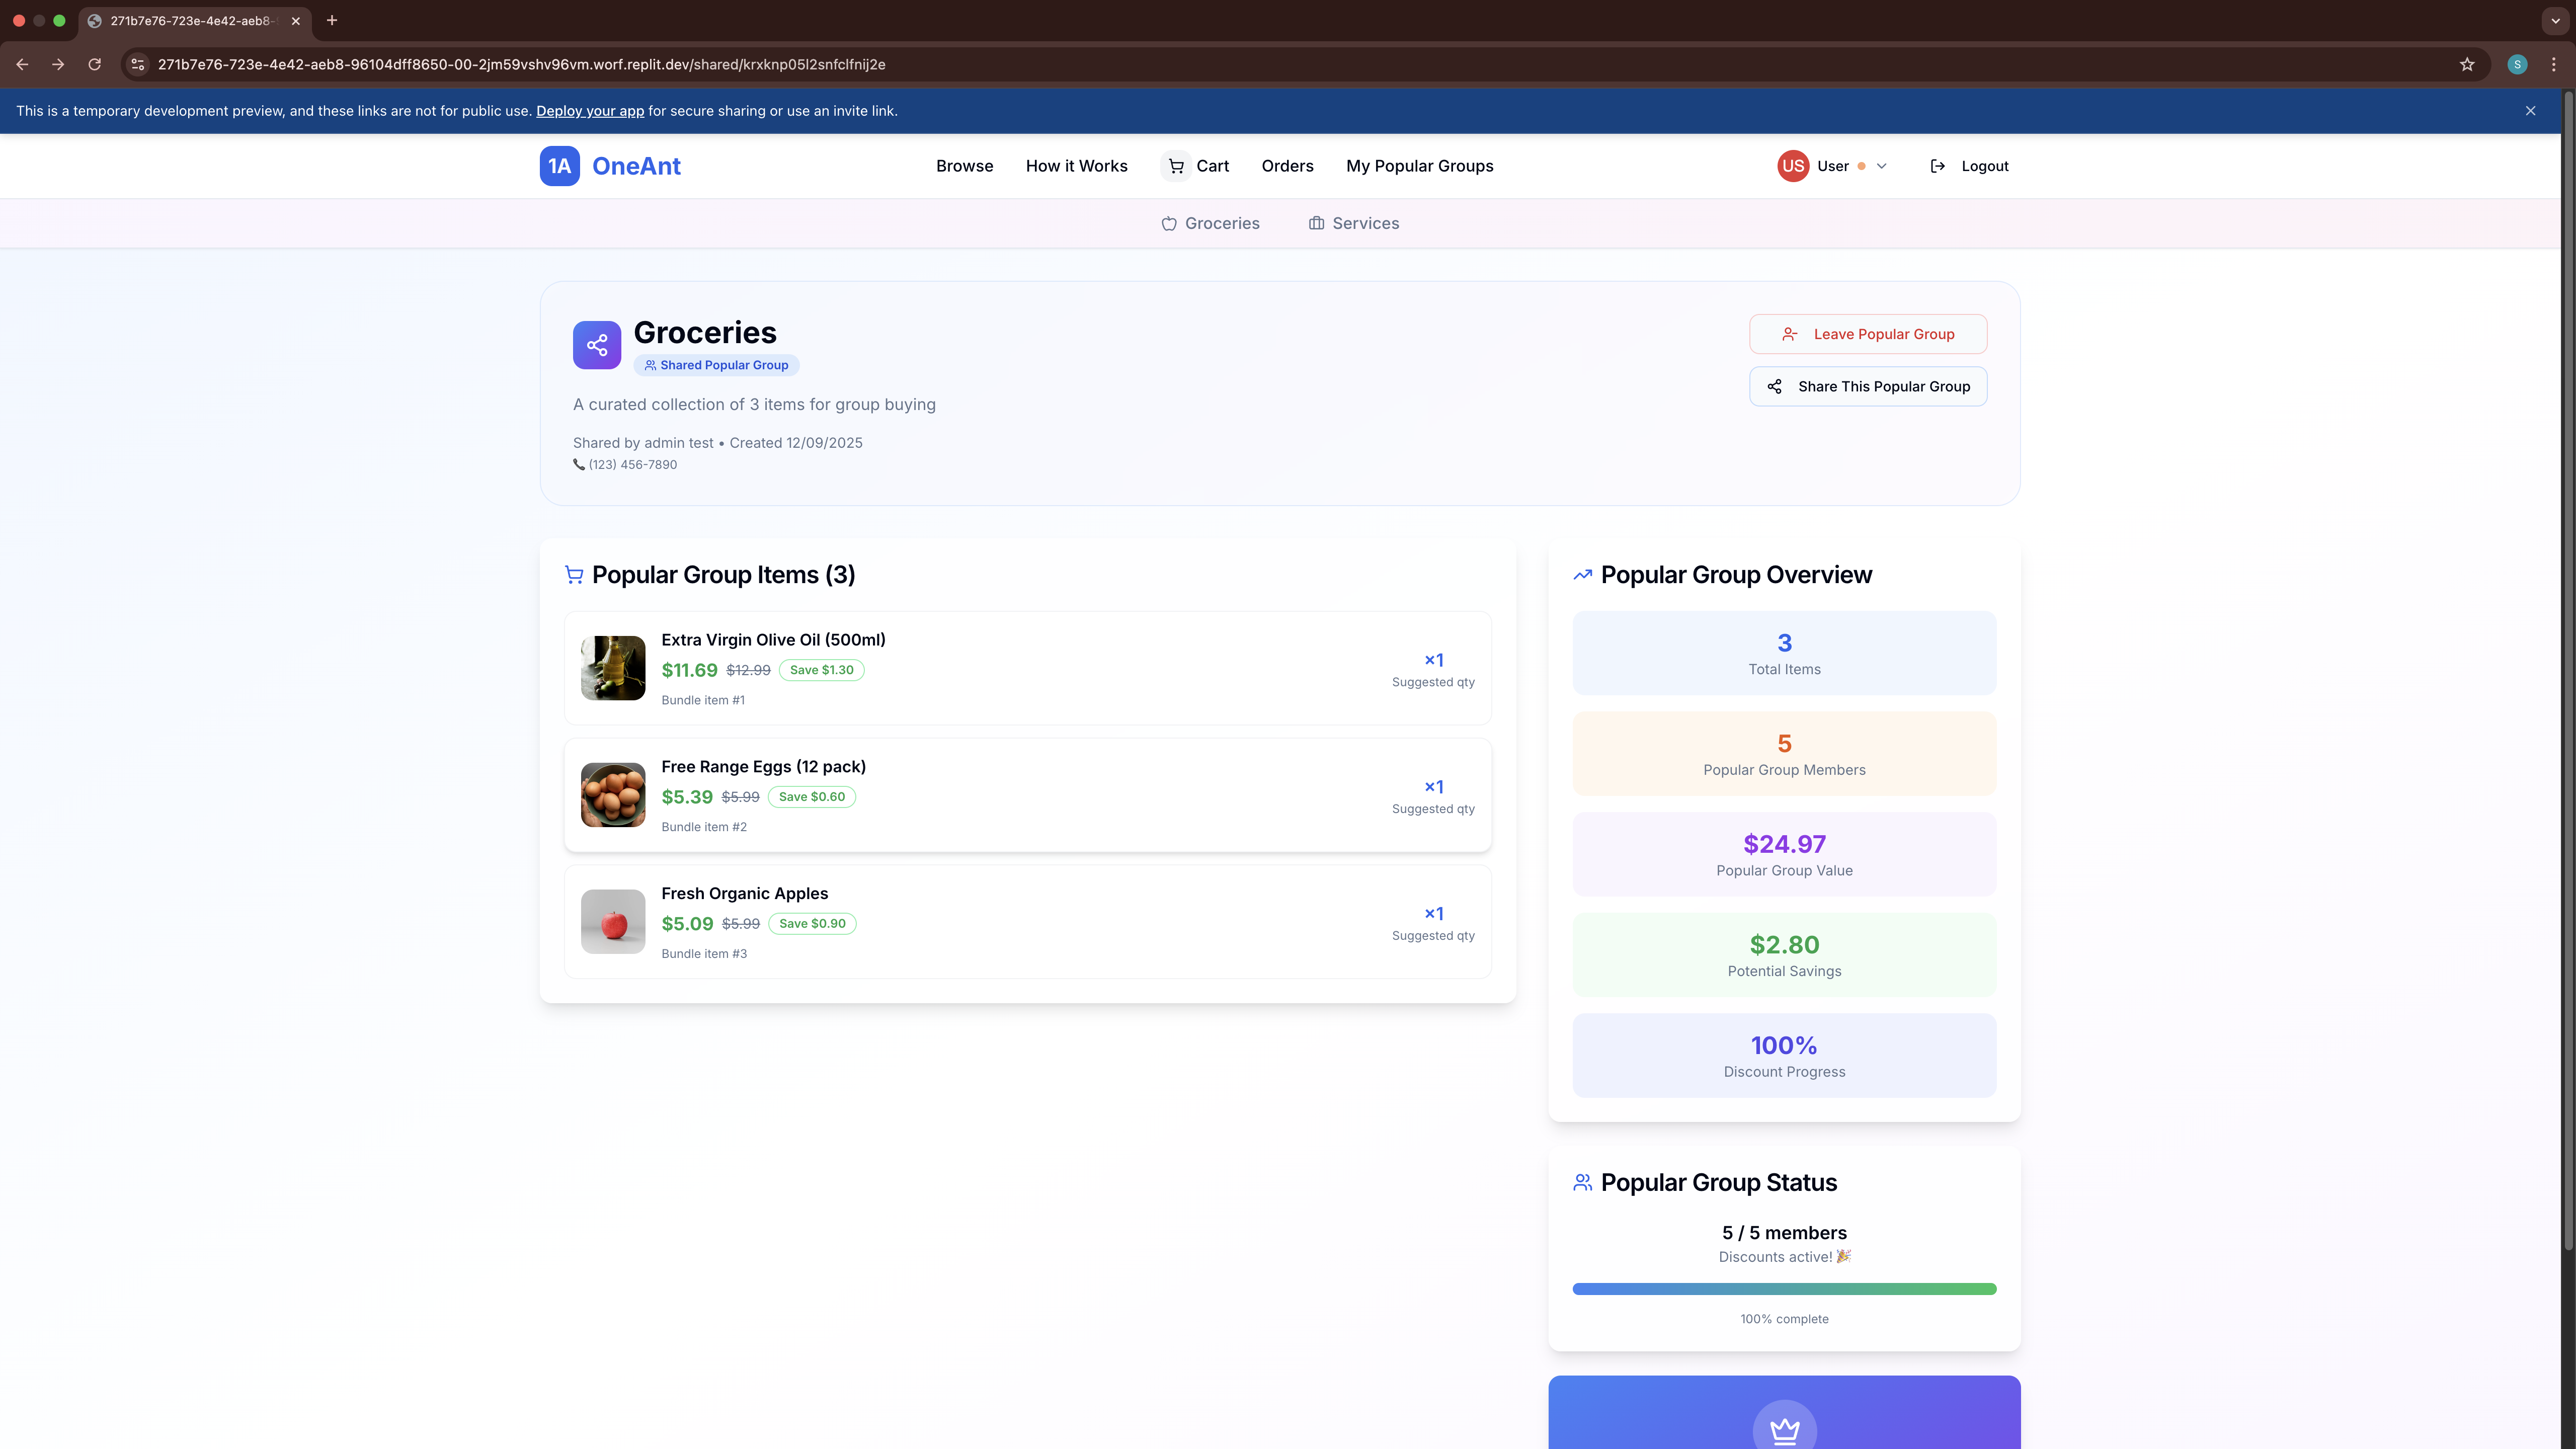 271b7e76-723e-4e42-aeb8-
271b7e76-723e-4e42-aeb8-96104dff8650-00-2jm59vshv96vm.worf.replit.dev/shared/krxknp05l2snfclfnij2e
S
This is a temporary development preview, and these links are not for public use. Deploy your app for secure sharing or use an invite link.
1A OneAnt
Browse
How it Works
Cart
Orders
My Popular Groups
US User
Logout
Groceries
Services
Groceries
Shared Popular Group
A curated collection of 3 items for group buying
Shared by admin test • Created 12/09/2025
📞 (123) 456-7890
Leave Popular Group
Share This Popular Group
Popular Group Items (3)
Extra Virgin Olive Oil (500ml)
$11.69 $12.99 Save $1.30
Bundle item #1
×1
Suggested qty
Free Range Eggs (12 pack)
$5.39 $5.99 Save $0.60
Bundle item #2
×1
Suggested qty
Fresh Organic Apples
$5.09 $5.99 Save $0.90
Bundle item #3
×1
Suggested qty
Popular Group Overview
3
Total Items
5
Popular Group Members
$24.97
Popular Group Value
$2.80
Potential Savings
100%
Discount Progress
Popular Group Status
5 / 5 members
Discounts active! 🎉
100% complete